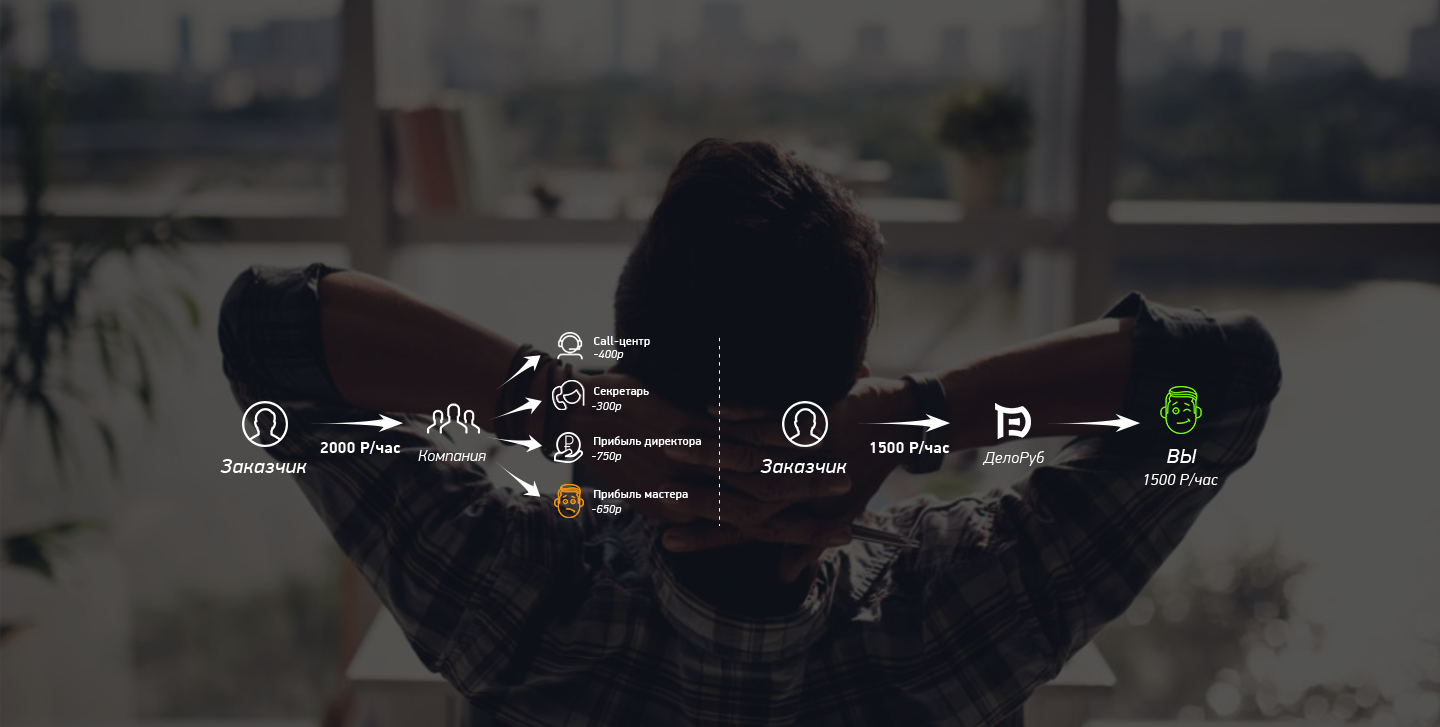 Call-центр
-400р
Секретарь
-300р
2000 Р/час
Заказчик
Компания
Прибыль директора
-750р
Прибыль мастера
-650р
1500 Р/час
Заказчик
ДелоРуб
ВЫ
1500 Р/час